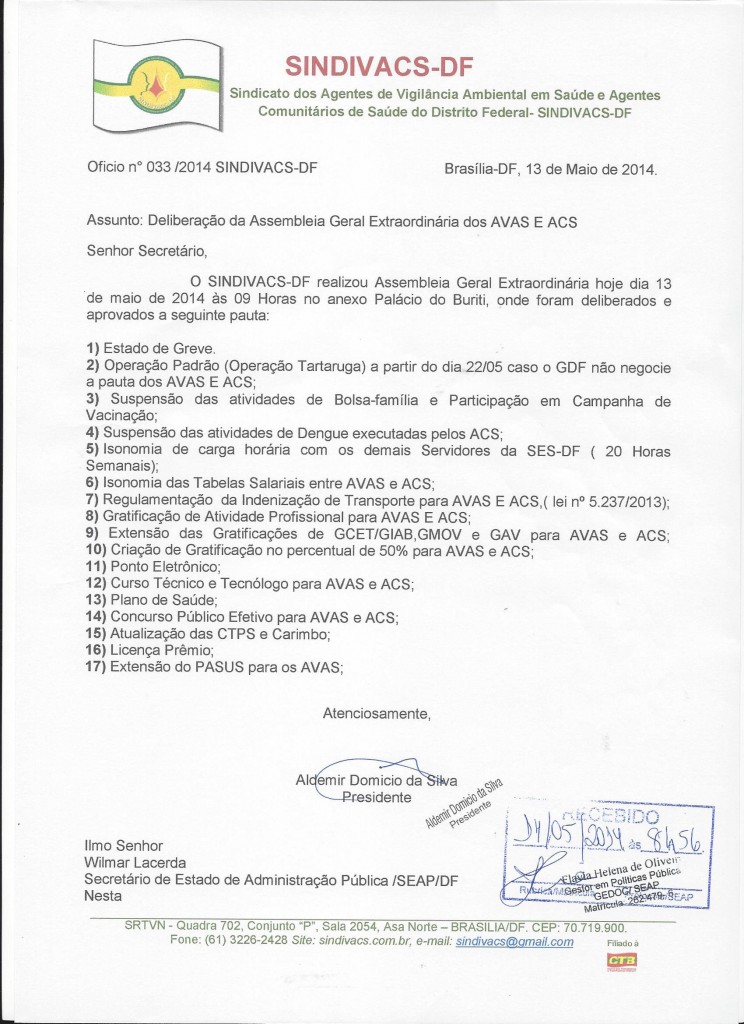 SINDIVACS-DF
Sindicato dos Agentes de Vigilância Ambiental em Saúde e Agentes
Comunitários de Saúde do Distrito Federal- SINDIVACS-DF
Oficio n° 033 /2014 SINDIVACS-DF Brasília-DF, 13 de Maio de 2014.
Assunto: Deliberação da Assembleia Geral Extraordinária dos AVAS E ACS
Senhor Secretário,
O SINDIVACS-DF realizou Assembleia Geral Extraordinária hoje dia 13
de maio de 2014 às 09 Horas no anexo Palácio do Buriti, onde foram deliberados e
aprovados a seguinte pauta:
1) Estado de Greve.
2) Operação Padrão (Operação Tartaruga) a partir do dia 22/05 caso o GDF não negocie
a pauta dos AVAS E ACS;
3) Suspensão das atividades de Bolsa-família e Participação em Campanha de
Vacinação;
4) Suspensão das atividades de Dengue executadas pelos ACS;
5) Isonomia de carga horária com os demais Servidores da SES-DF ( 20 Horas
Semanais);
6) Isonomia das Tabelas Salariais entre AVAS e ACS;
7) Regulamentação da Indenização de Transporte para AVAS E ACS,( lei nº 5.237/2013);
8) Gratificação de Atividade Profissional para AVAS E ACS;
9) Extensão das Gratificações de GCET/GIAB,GMOV e GAV para AVAS e ACS;
10) Criação de Gratificação no percentual de 50% para AVAS e ACS;
11) Ponto Eletrônico;
12) Curso Técnico e Tecnólogo para AVAS e ACS;
13) Plano de Saúde;
14) Concurso Público Efetivo para AVAS e ACS;
15) Atualização das CTPS e Carimbo;
16) Licença Prêmio;
17) Extensão do PASUS para os AVAS;
Atenciosamente,
Aldemir Domicio da Silva
Presidente
Aldemir Domicio da Silva
Presidente
RECEBIDO
14/05/2014 às 8h56
Flavia Helena de Oliveir
Gestor em Políticas Pública
GEDOC/ SEAP
Matrícula: 262.479-8
Ilmo Senhor
Wilmar Lacerda
Secretário de Estado de Administração Pública /SEAP/DF
Nesta
SRTVN - Quadra 702, Conjunto “P”, Sala 2054, Asa Norte – BRASILIA/DF. CEP: 70.719.900.
Fone: (61) 3226-2428 Site: sindivacs.com.br, e-mail: sindivacs@gmail.com
Filiado à
CTB